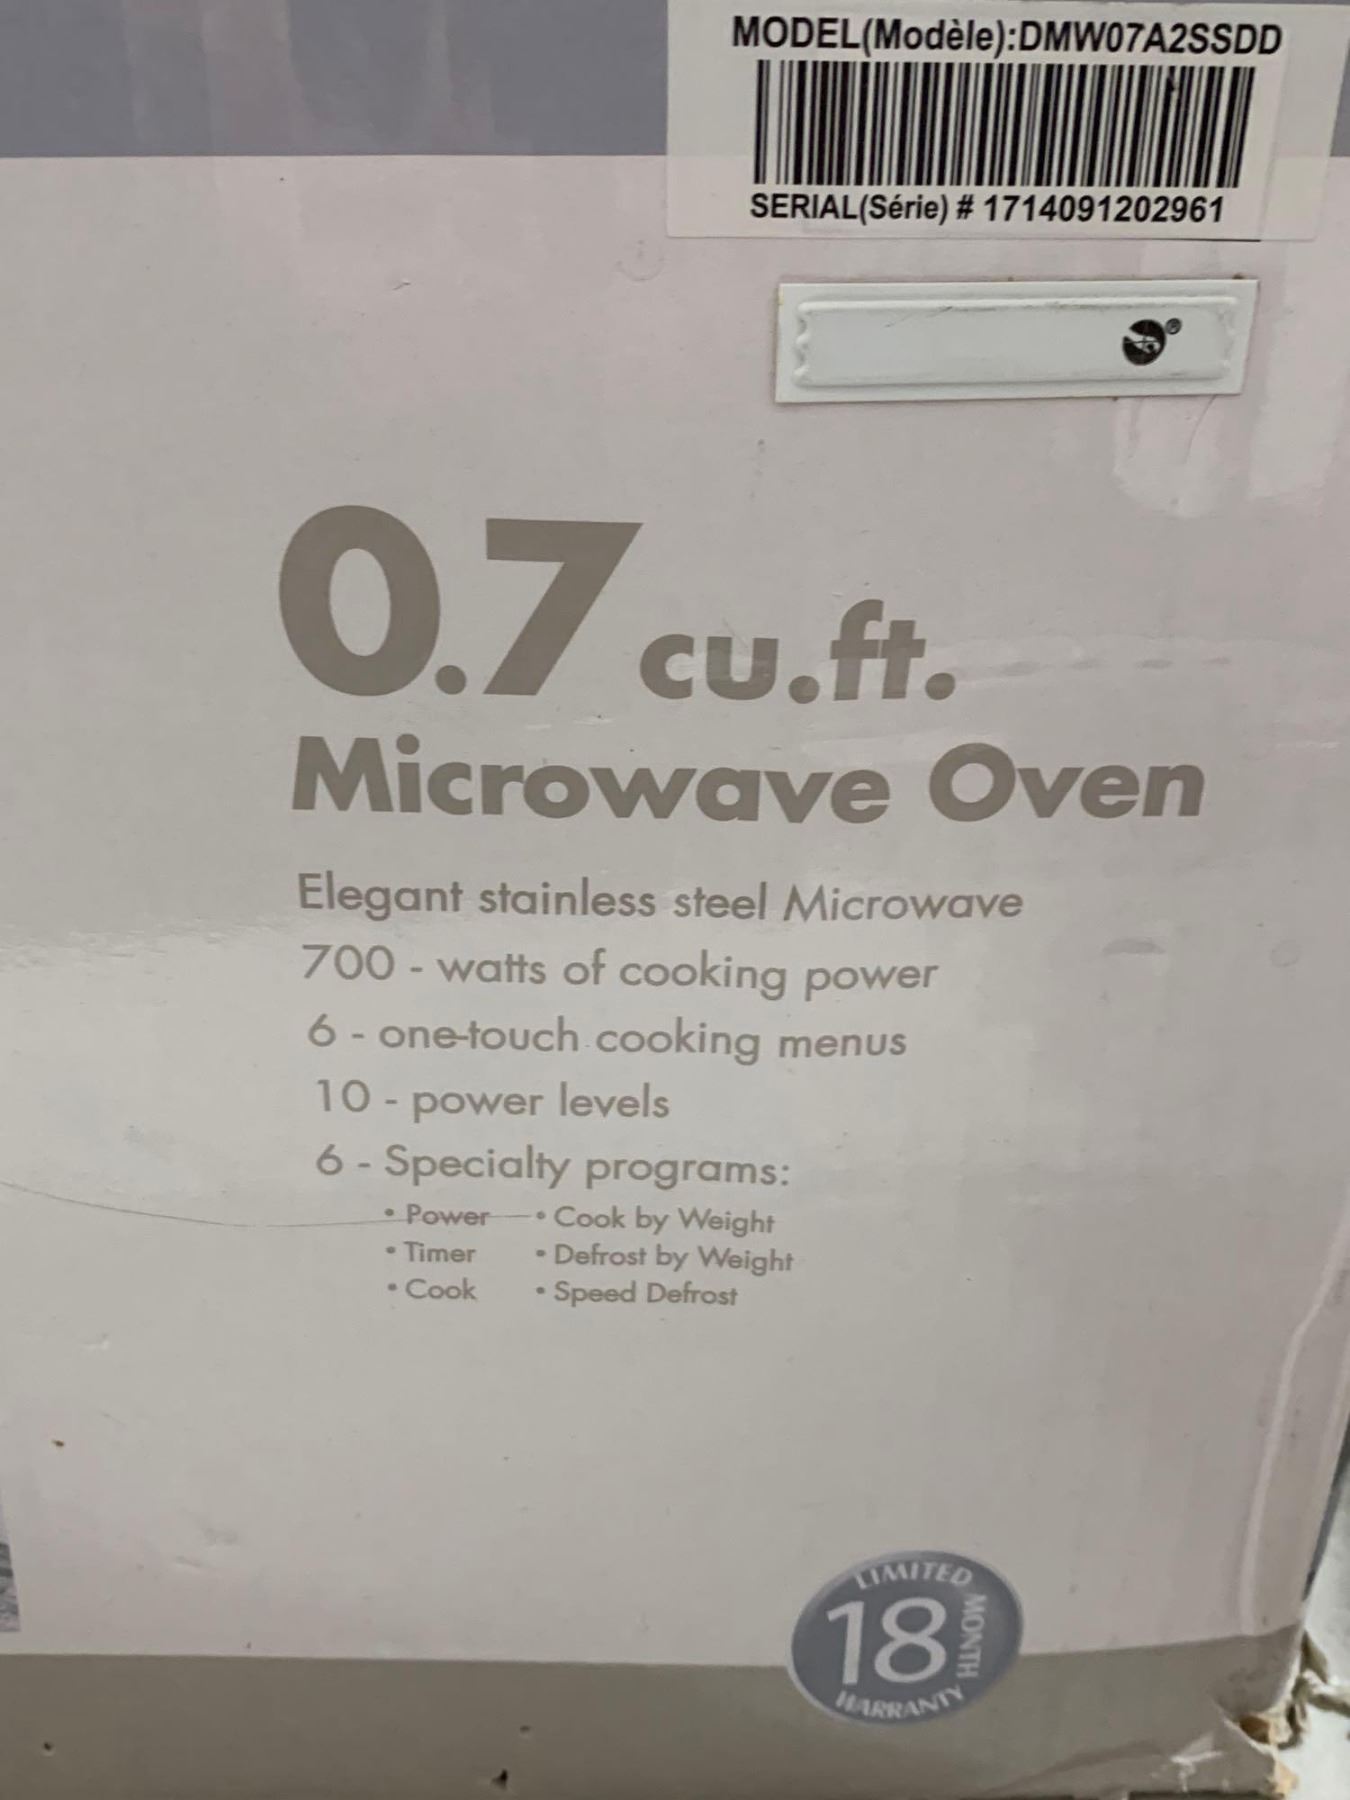 MODEL(Modèle):DMW07A2SSDD
SERIAL(Série) # 1714091202961
0.7 cu.ft.
Microwave Oven
Elegant stainless steel Microwave
700 - watts of cooking power
6 - one-touch cooking menus
10 - power levels
6 - Specialty programs:
• Power • Cook by Weight
• Timer • Defrost by Weight
• Cook • Speed Defrost
LIMITED
18 MONTH
WARRANTY